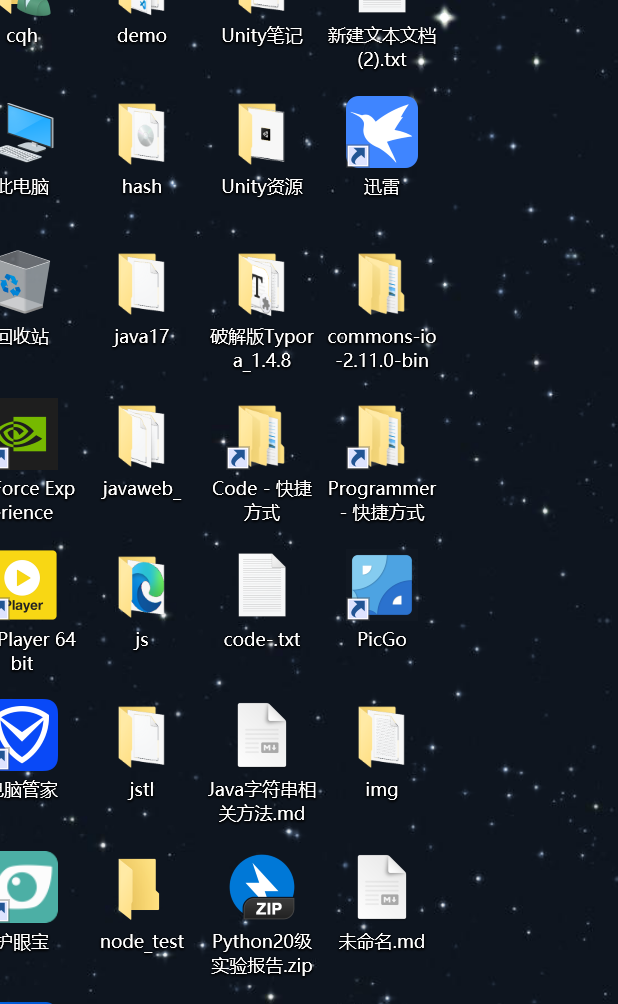 cqh
demo
Unity笔记
新建文本文档
(2).txt
此电脑
hash
Unity资源
迅雷
回收站
java17
破解版Typor
a_1.4.8
commons-io
-2.11.0-bin
Force Exp
erience
javaweb_
Code - 快捷
方式
Programmer
- 快捷方式
Player
Player 64
bit
js
code-.txt
PicGo
电脑管家
jstl
Java字符串相
关方法.md
img
护眼宝
node_test
ZIP
Python20级
实验报告.zip
未命名.md